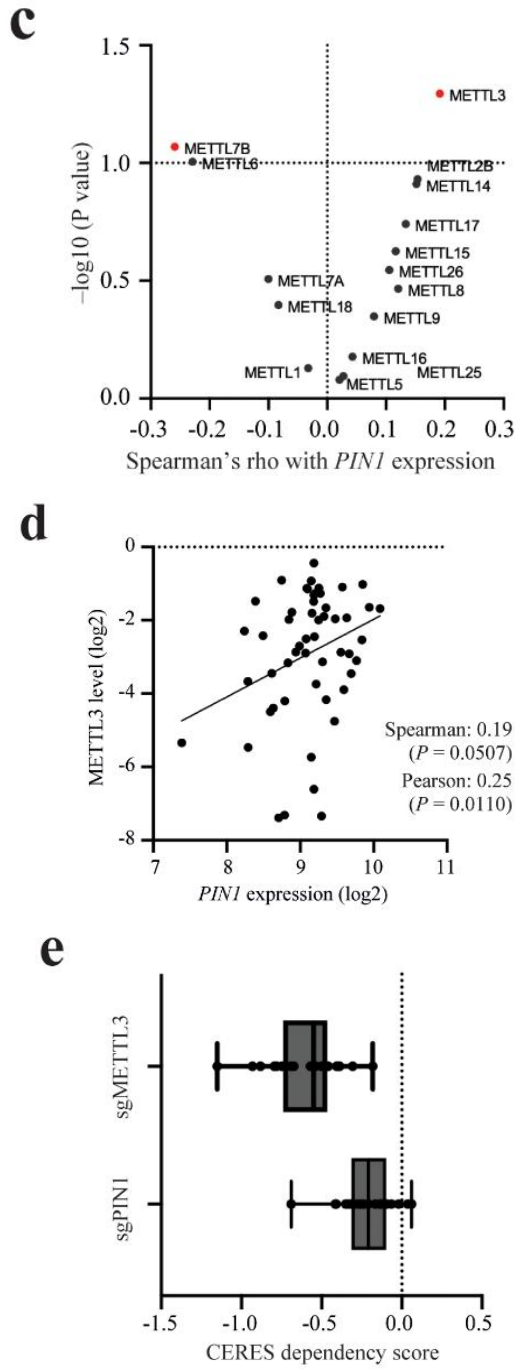 c
1.5
1.0
0.5
0.0
−log10 (P value)
METTL3
METTL7B
METTL6
METTL2B
METTL14
METTL17
METTL15
METTL26
METTL8
METTL7A
METTL18
METTL9
METTL16
METTL1
METTL25
METTL5
-0.3 -0.2 -0.1 0.0 0.1 0.2 0.3
Spearman’s rho with PIN1 expression
d
0
-2
-4
-6
-8
METTL3 level (log2)
Spearman: 0.19
(P = 0.0507)
Pearson: 0.25
(P = 0.0110)
7 8 9 10 11
PIN1 expression (log2)
e
sgMETTL3
sgPIN1
-1.5 -1.0 -0.5 0.0 0.5
CERES dependency score